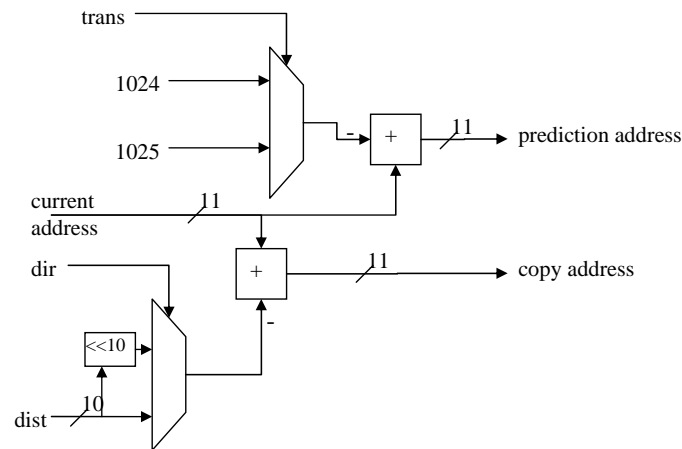 trans
1024
1025
-
+
11
prediction address
current
address
11
+
11
copy address
dir
-
<<10
10
dist